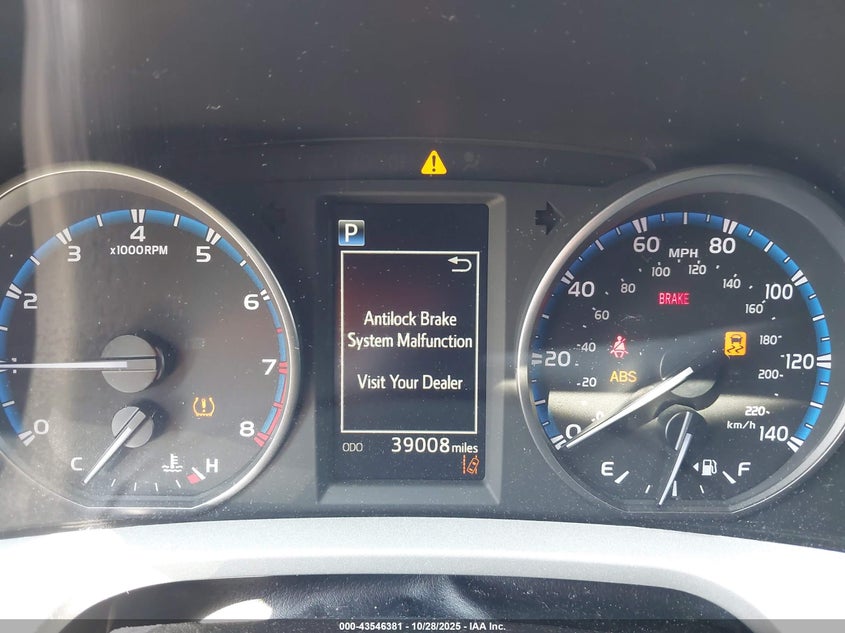 P
Antilock Brake
System Malfunction
Visit Your Dealer
ODO 39008 miles
0 1 2 3 4 5 6 7 8
x1000RPM
C H
0 20 40 60 80 100 120 140
MPH
20 40 60 80 100 120 140 160 180 200 220
km/h
BRAKE
ABS
E F
000-43546381 - 10/28/2025 - IAA Inc.